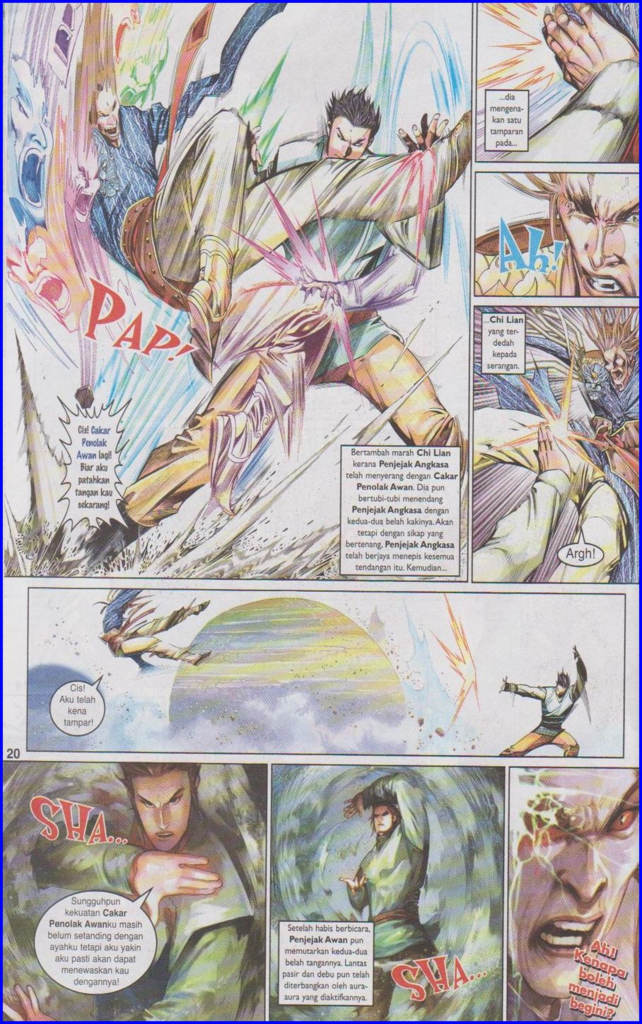 PAP!
Cis! Cakar
Penolak
Awan lagi!
Biar aku
patahkan
tangan kau
sekarang!
Bertambah marah Chi Lian
kerana Penjejak Angkasa
telah menyerang dengan Cakar
Penolak Awan. Dia pun
bertubi-tubi menendang
Penjejak Angkasa dengan
kedua-dua belah kakinya. Akan
tetapi dengan sikap yang
bertenang, Penjejak Angkasa
telah berjaya menepis kesemua
tendangan itu. Kemudian...
...dia
mengena-
kan satu
tamparan
pada...
Ah!
...Chi Lian
yang ter-
dedah
kepada
serangan.
Argh!
Cis!
Aku telah
kena
tampar!
20
SHA...
Sungguhpun
kekuatan Cakar
Penolak Awanku masih
belum setanding dengan
ayahku tetapi aku yakin
aku pasti akan dapat
menewaskan kau
dengannya!
Setelah habis berbicara,
Penjejak Awan pun
memutarkan kedua-dua
belah tangannya. Lantas
pasir dan debu pun telah
diterbangkan oleh aura-
aura yang diaktifkannya.
SHA...
Ah!
Kenapa
boleh
menjadi
begini?